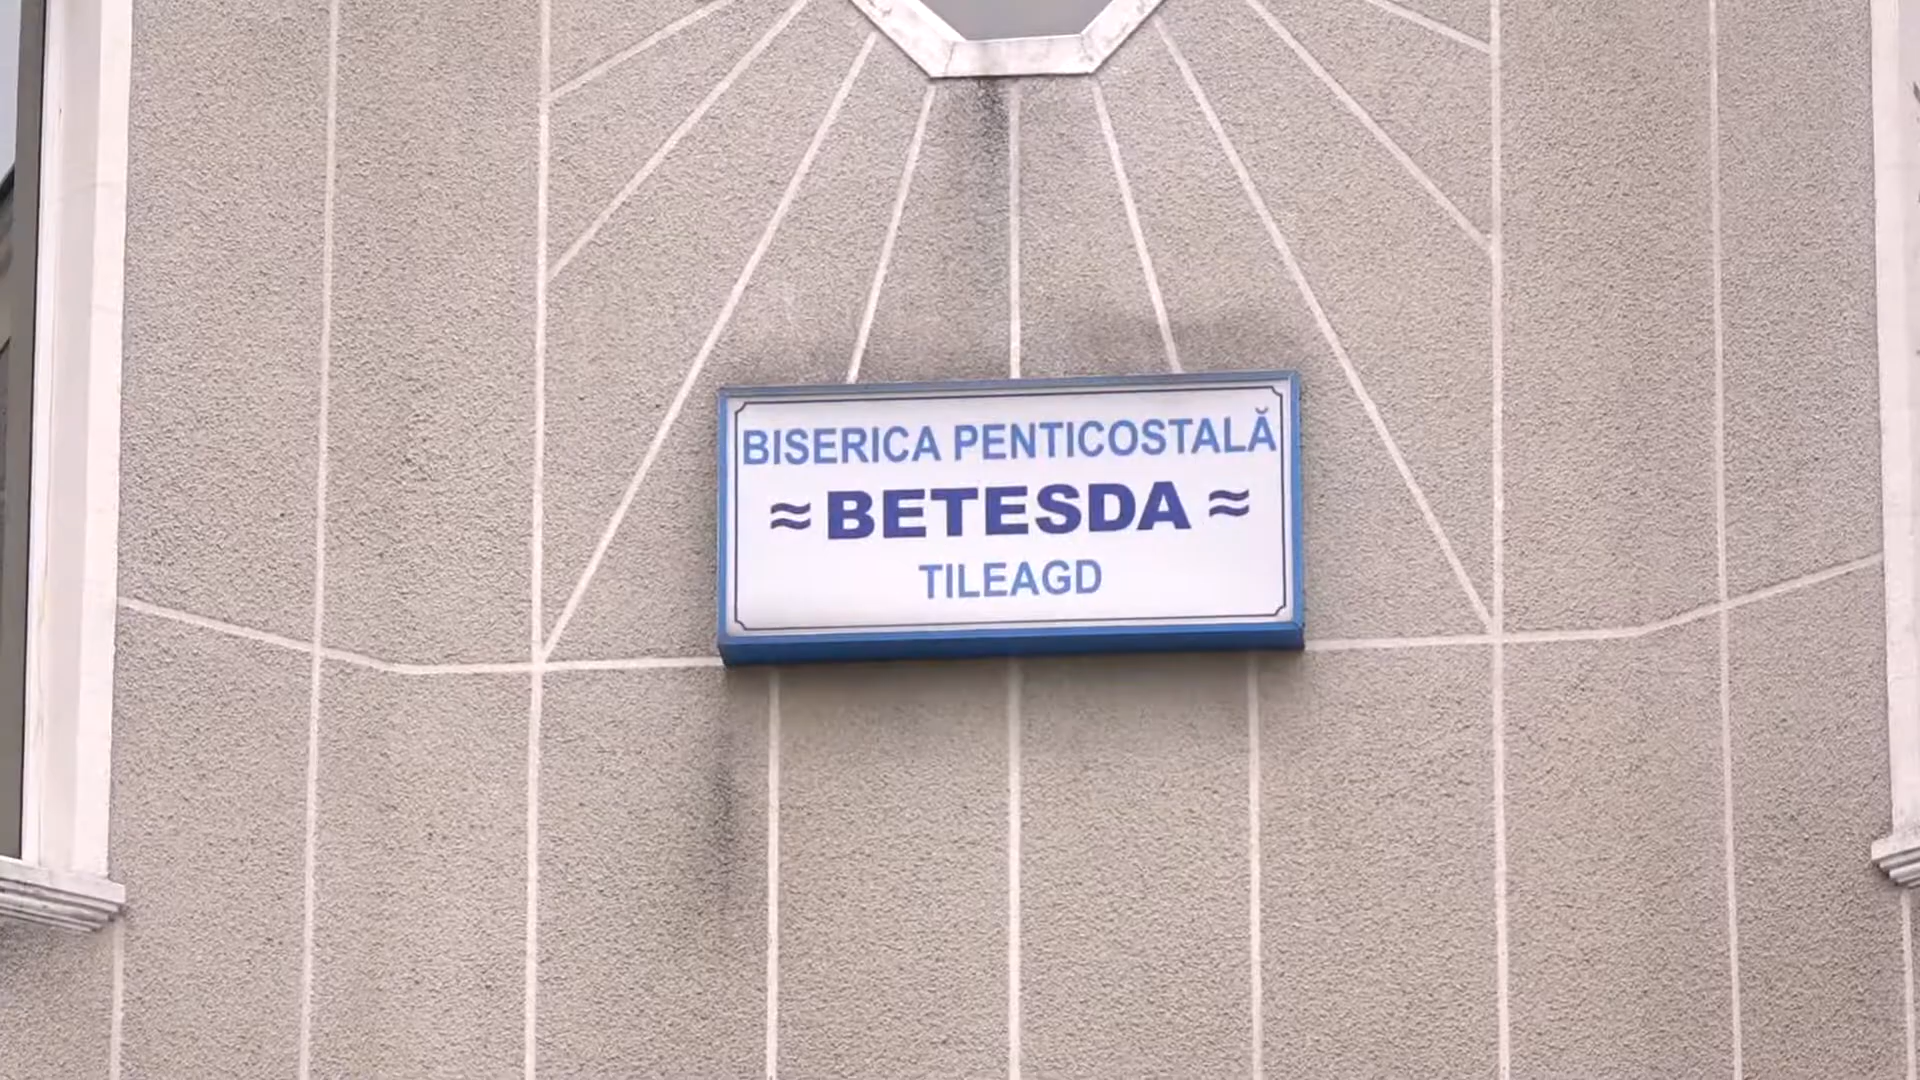 BISERICA PENTICOSTALĂ
≈ BETESDA ≈
TILEAGD